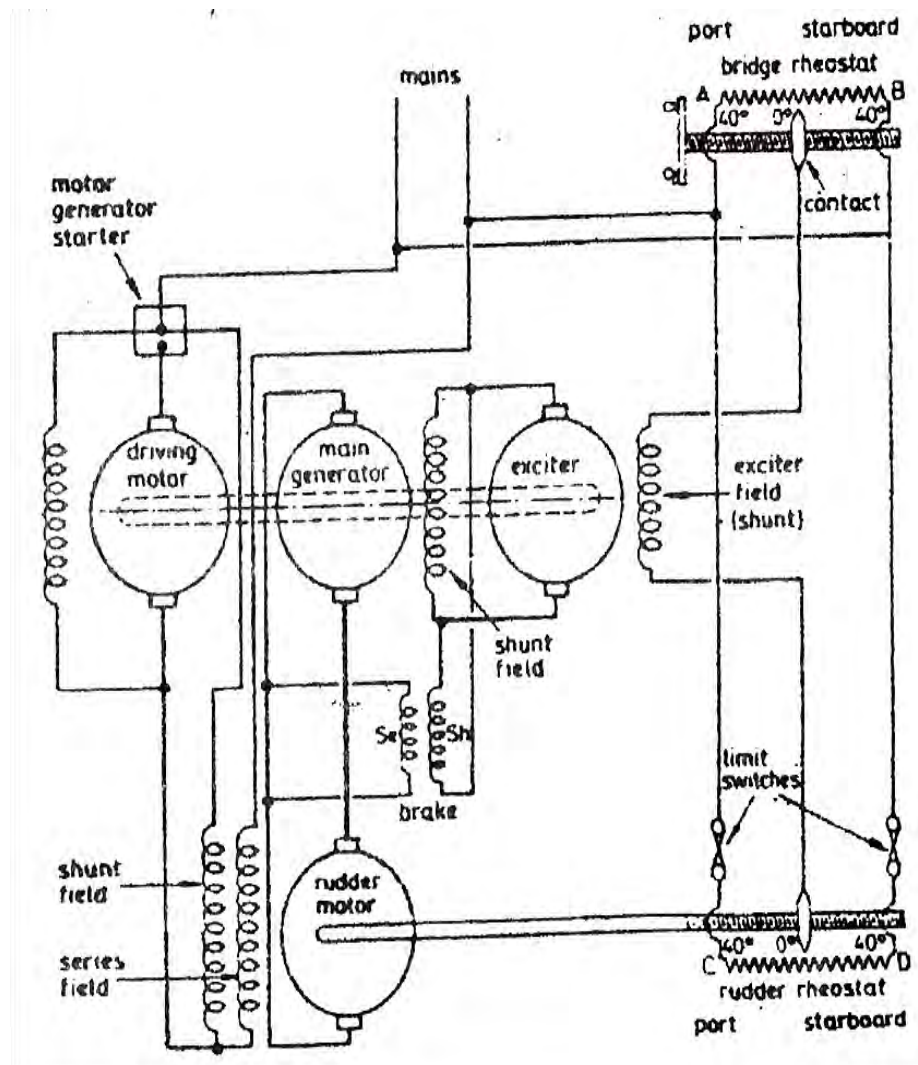 port starboard
bridge rheostat
mains
A B
40° 0° 40°
contact
motor
generator
starter
driving
motor
main
generator
exciter
exciter
field
(shunt)
shunt
field
Se Sh
brake
limit
switches
shunt
field
rudder
motor
series
field
40° 0° 40°
C D
rudder rheostat
port starboard